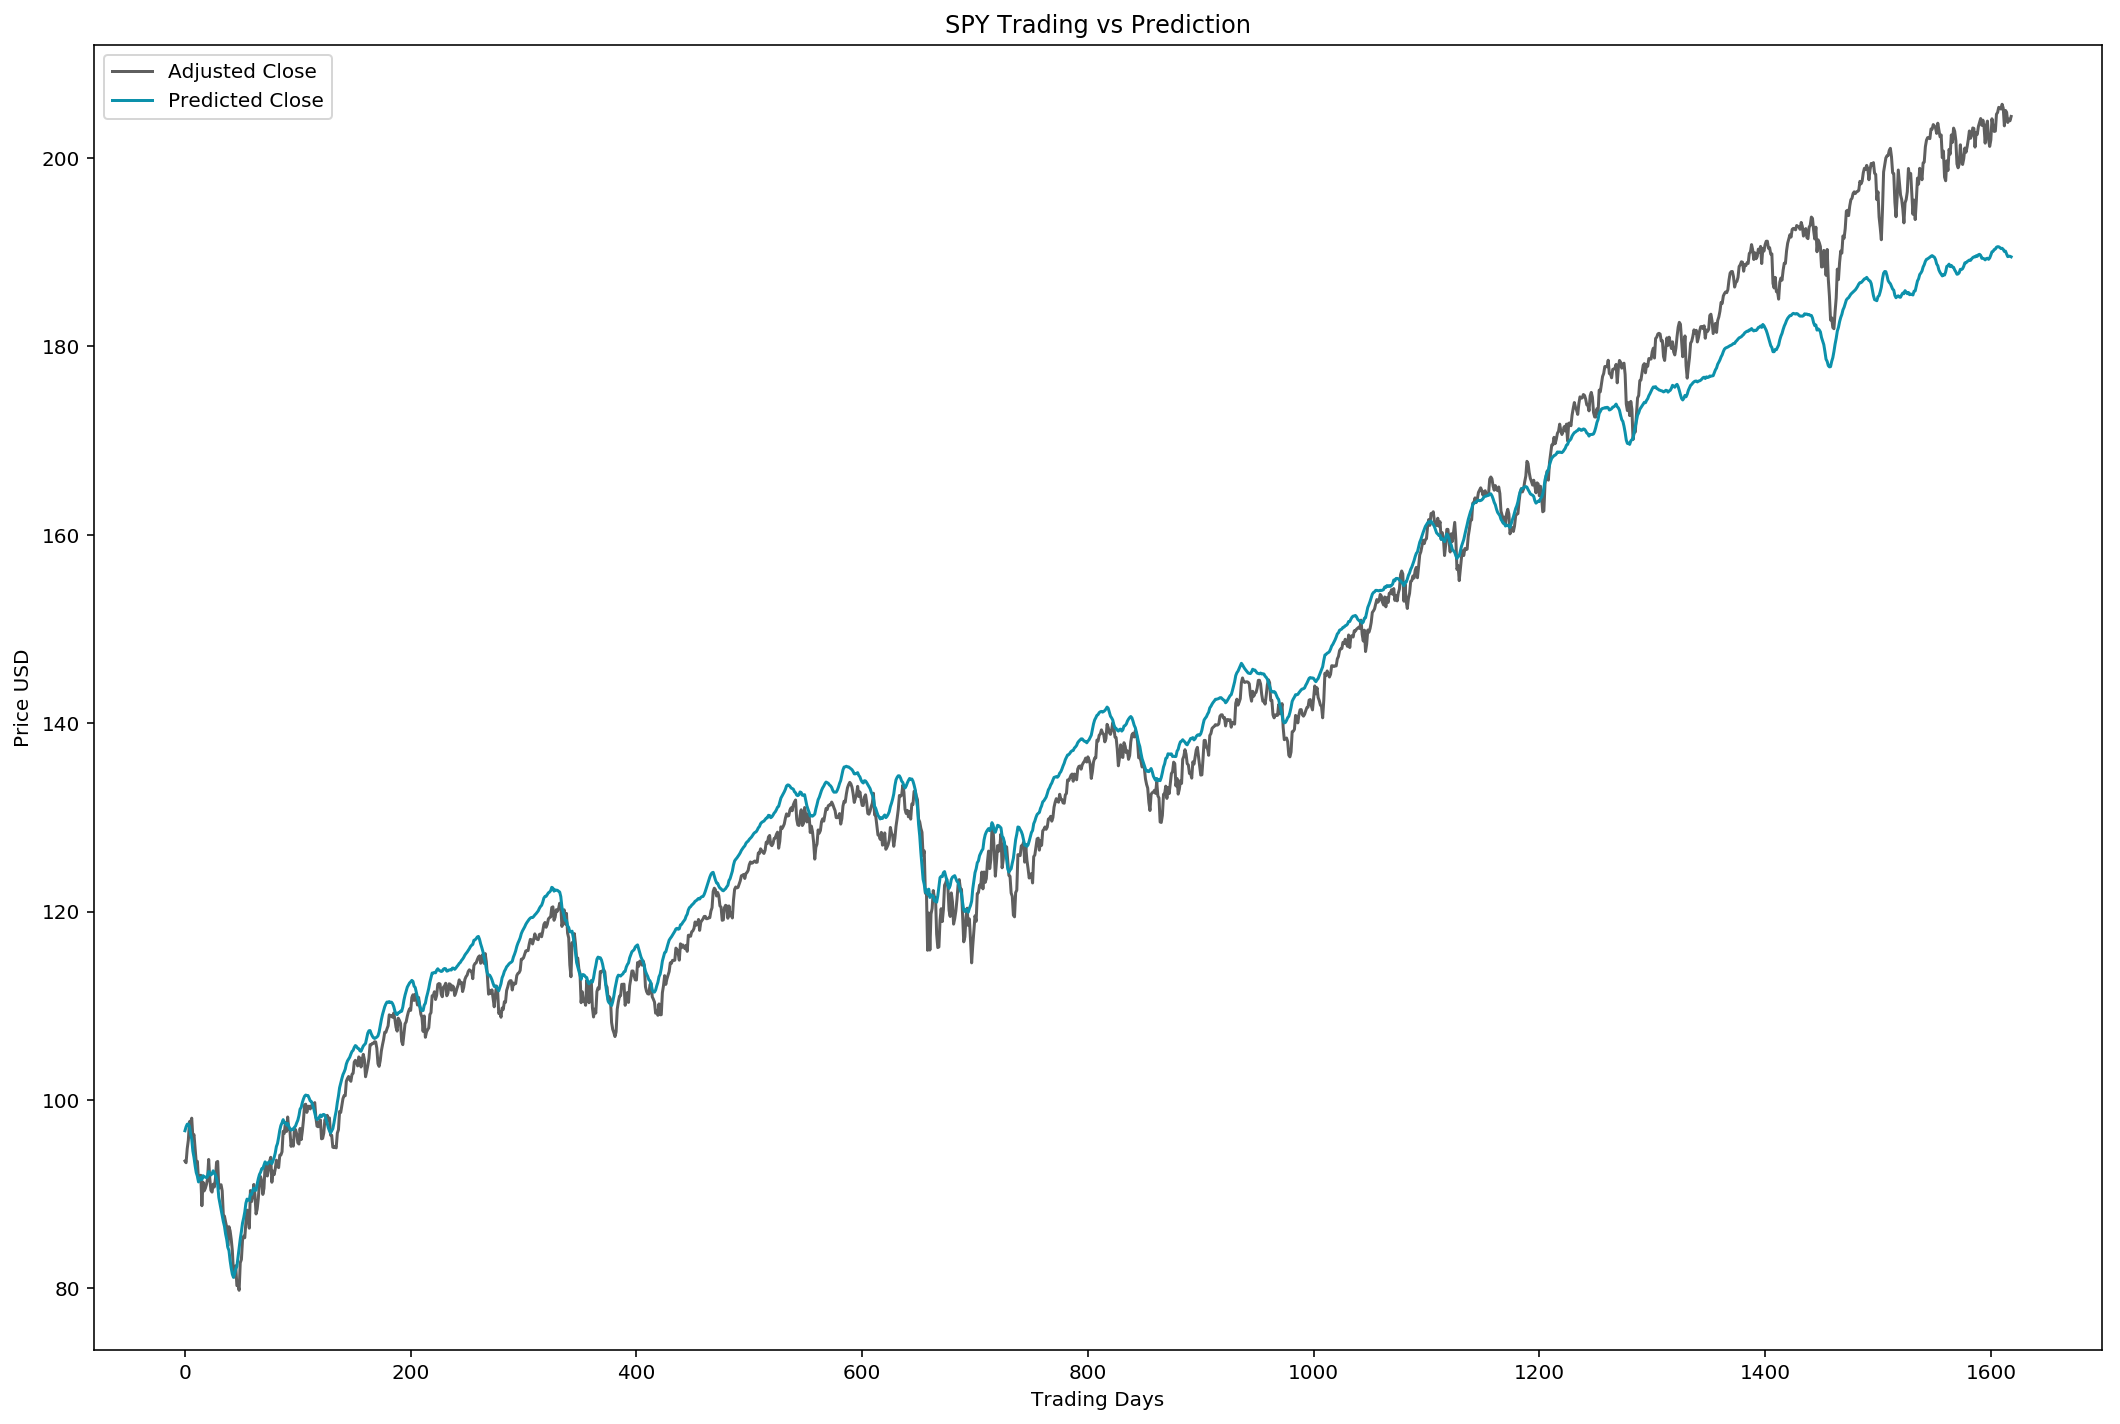 SPY Trading vs Prediction
Adjusted Close
Predicted Close
Price USD
200
180
160
140
120
100
80
0 200 400 600 800 1000 1200 1400 1600
Trading Days